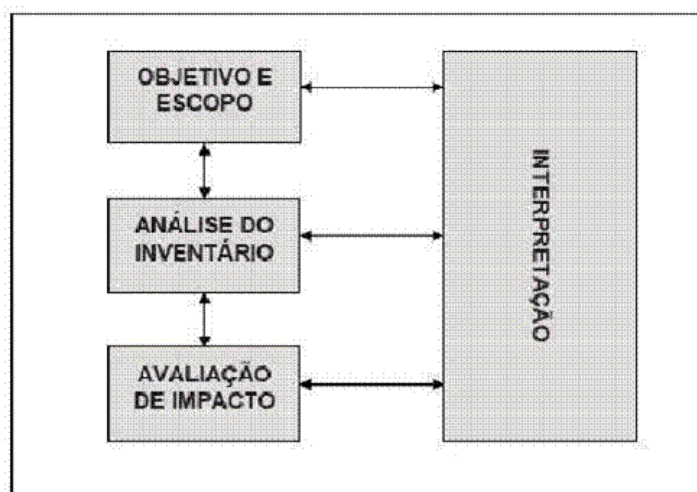 OBJETIVO E
ESCOPO
ANÁLISE DO
INVENTÁRIO
AVALIAÇÃO
DE IMPACTO
INTERPRETAÇÃO